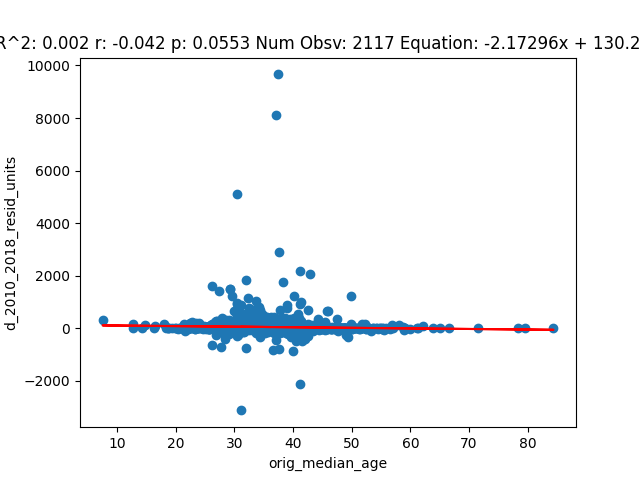 R^2: 0.002 r: -0.042 p: 0.0553 Num Obsv: 2117 Equation: -2.17296x + 130.2
10000
8000
6000
4000
2000
0
−2000
d_2010_2018_resid_units
10 20 30 40 50 60 70 80
orig_median_age